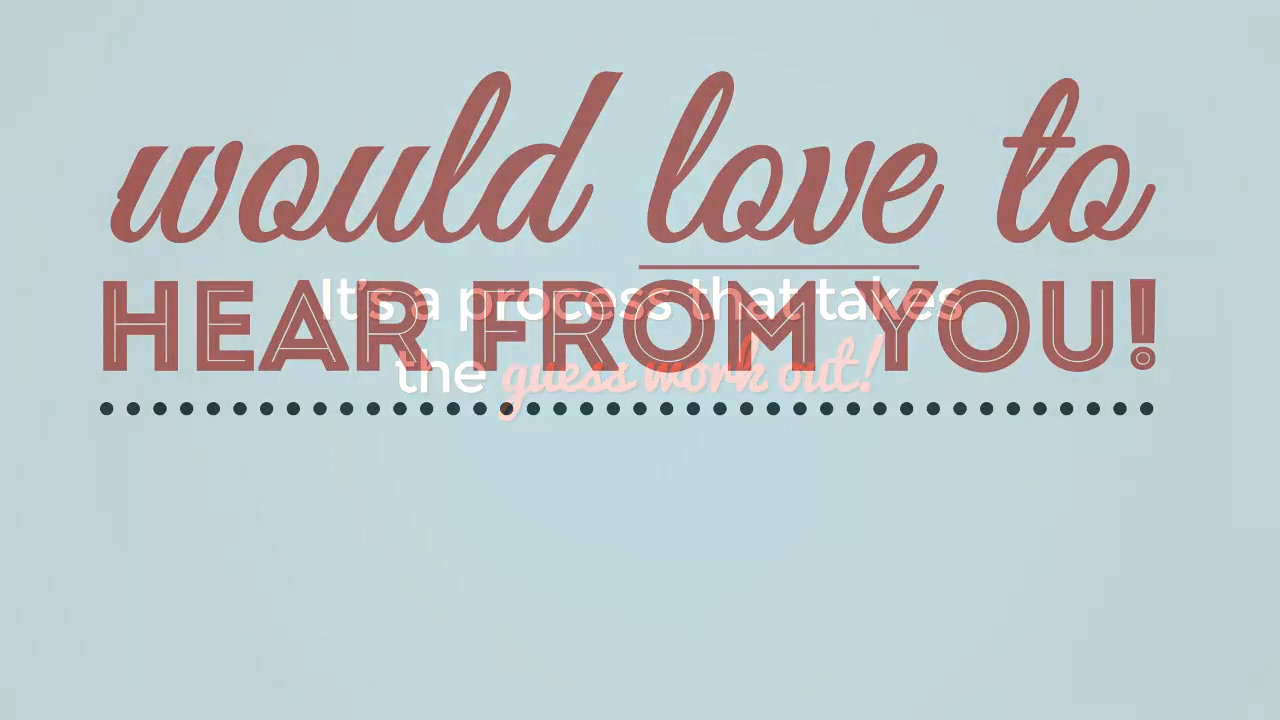 would love to
HEAR FROM YOU!
It's a process that takes
the guess work out!